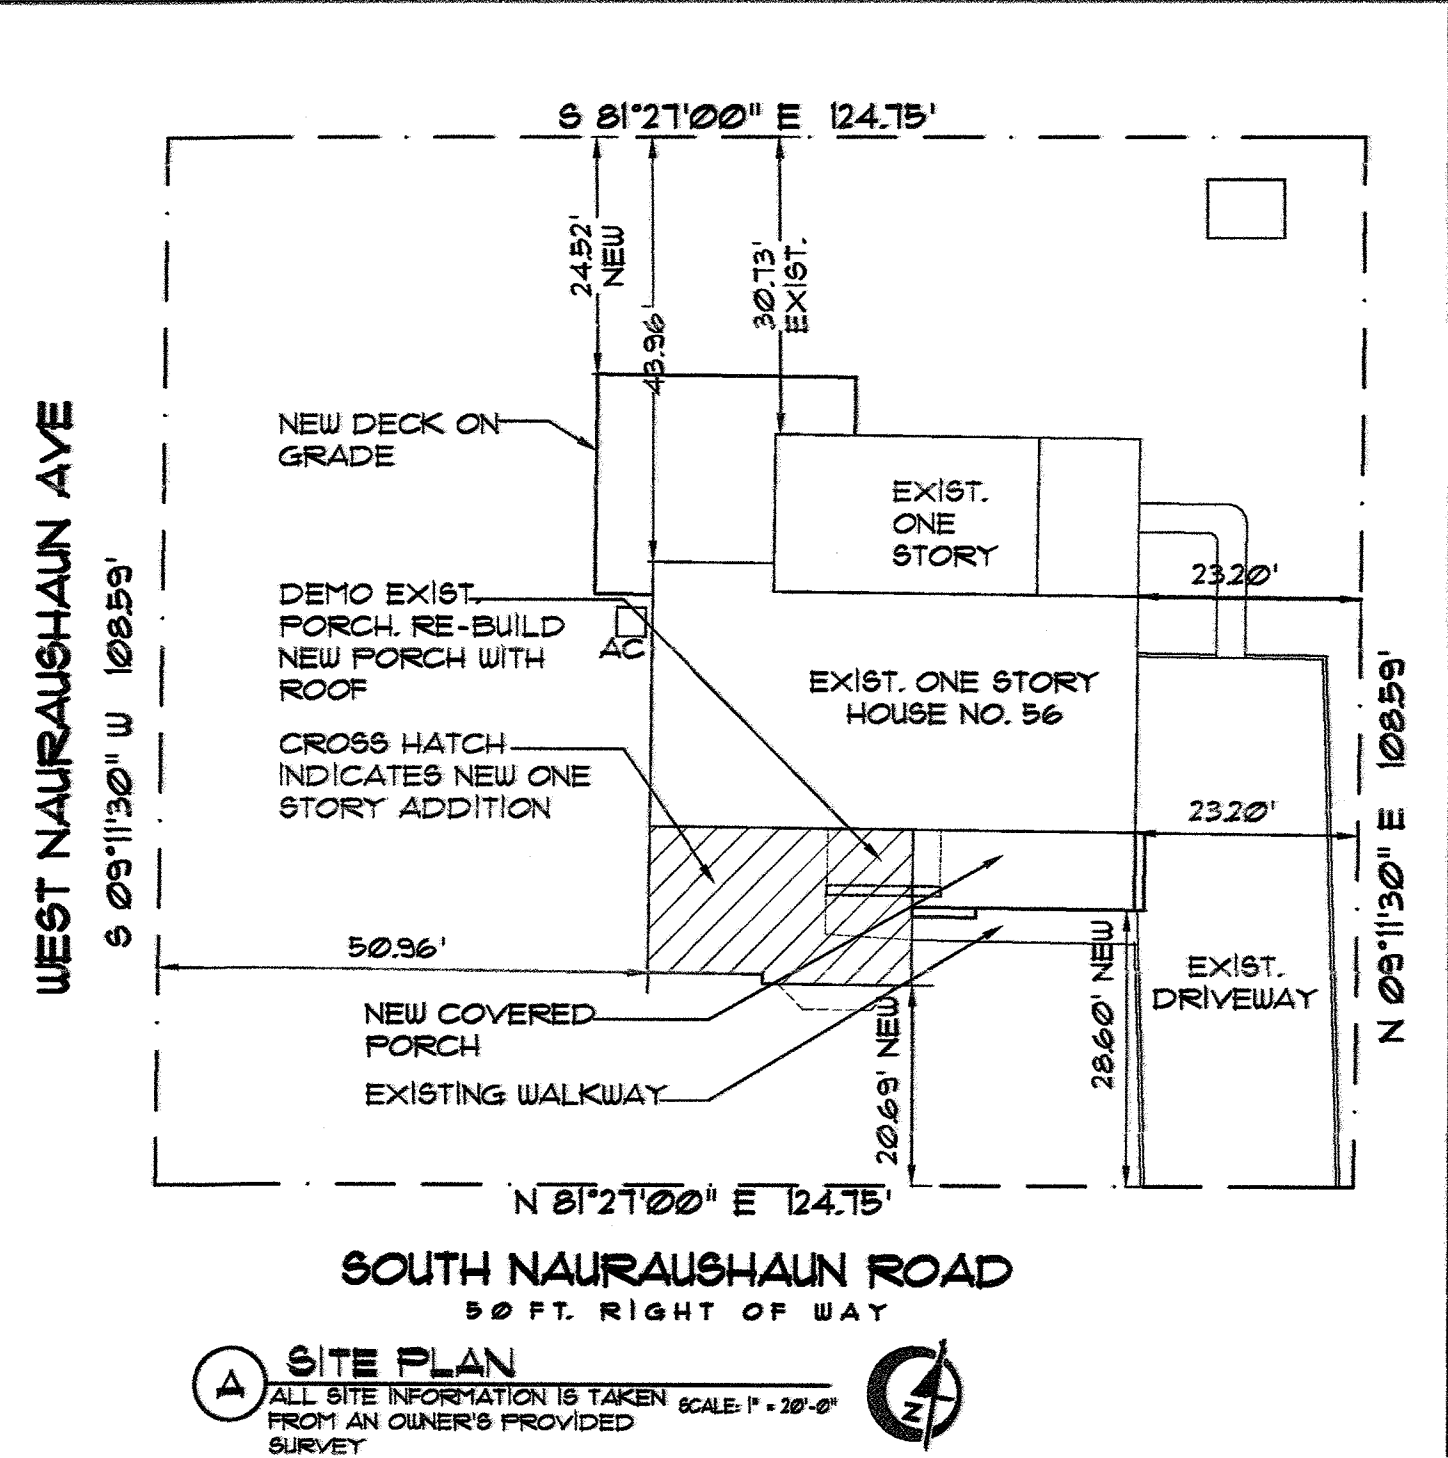 S 81°27'00" E 124.75'
24.52'
NEW
43.96'
30.73'
EXIST.
NEW DECK ON
GRADE
EXIST.
ONE
STORY
23.20'
DEMO EXIST.
PORCH. RE-BUILD
NEW PORCH WITH
ROOF
AC
EXIST. ONE STORY
HOUSE NO. 56
CROSS HATCH
INDICATES NEW ONE
STORY ADDITION
23.20'
WEST NAURAUSHAUN AVE
S 09°11'30" W 108.59'
N 09°11'30" E 108.59'
50.96'
EXIST.
DRIVEWAY
NEW COVERED
PORCH
EXISTING WALKWAY
20.69' NEW
28.60' NEW
N 81°27'00" E 124.75'
SOUTH NAURAUSHAUN ROAD
50 FT. RIGHT OF WAY
A
SITE PLAN
ALL SITE INFORMATION IS TAKEN
FROM AN OWNER'S PROVIDED
SURVEY
SCALE: 1" = 20'-0"
N